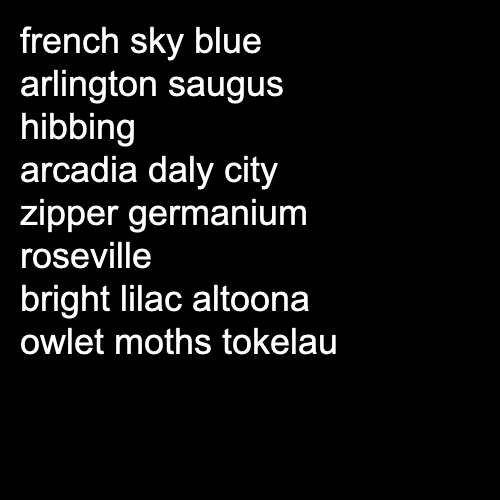 french sky blue
arlington saugus
hibbing
arcadia daly city
zipper germanium
roseville
bright lilac altoona
owlet moths tokelau